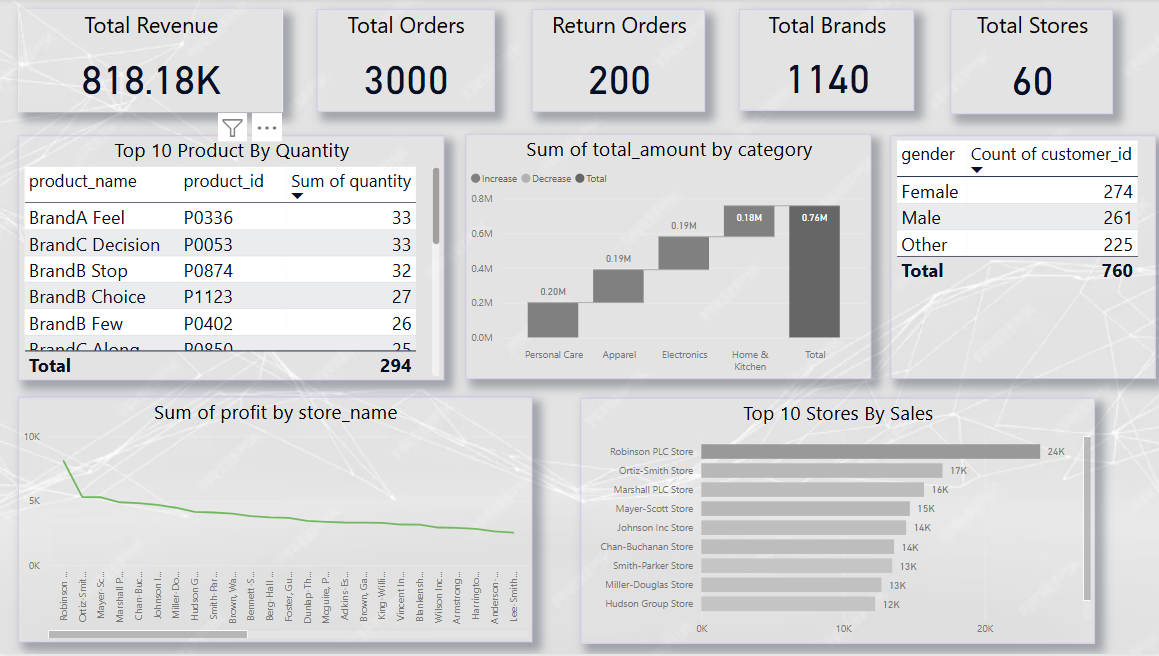 Total Revenue
818.18K
Total Orders
3000
Return Orders
200
Total Brands
1140
Total Stores
60
Top 10 Product By Quantity
product_name product_id Sum of quantity
BrandA Feel P0336 33
BrandC Decision P0053 33
BrandB Stop P0874 32
BrandB Choice P1123 27
BrandB Few P0402 26
BrandC Along P0850 25
Total 294
Sum of total_amount by category
Increase Decrease Total
0.8M
0.6M
0.4M
0.2M
0.0M
0.20M
0.19M
0.19M
0.18M
0.76M
Personal Care
Apparel
Electronics
Home &
Kitchen
Total
gender Count of customer_id
Female 274
Male 261
Other 225
Total 760
Sum of profit by store_name
10K
5K
0K
Robinson ...
Ortiz-Smit...
Mayer-Sc...
Marshall P...
Chan-Buc...
Johnson I...
Miller-Do...
Hudson G...
Smith-Par...
Brown, Wa...
Bennett-S...
Berg-Hall ...
Foster, Gu...
Dunlap-Th...
Mcguire, P...
Adkins-Es...
Brown, Ga...
King-Willi...
Vincent In...
Blankensh...
Wilson Inc...
Armstrong...
Harringto...
Anderson-...
Lee-Smith...
Top 10 Stores By Sales
Robinson PLC Store 24K
Ortiz-Smith Store 17K
Marshall PLC Store 16K
Mayer-Scott Store 15K
Johnson Inc Store 14K
Chan-Buchanan Store 14K
Smith-Parker Store 13K
Miller-Douglas Store 13K
Hudson Group Store 12K
0K 10K 20K